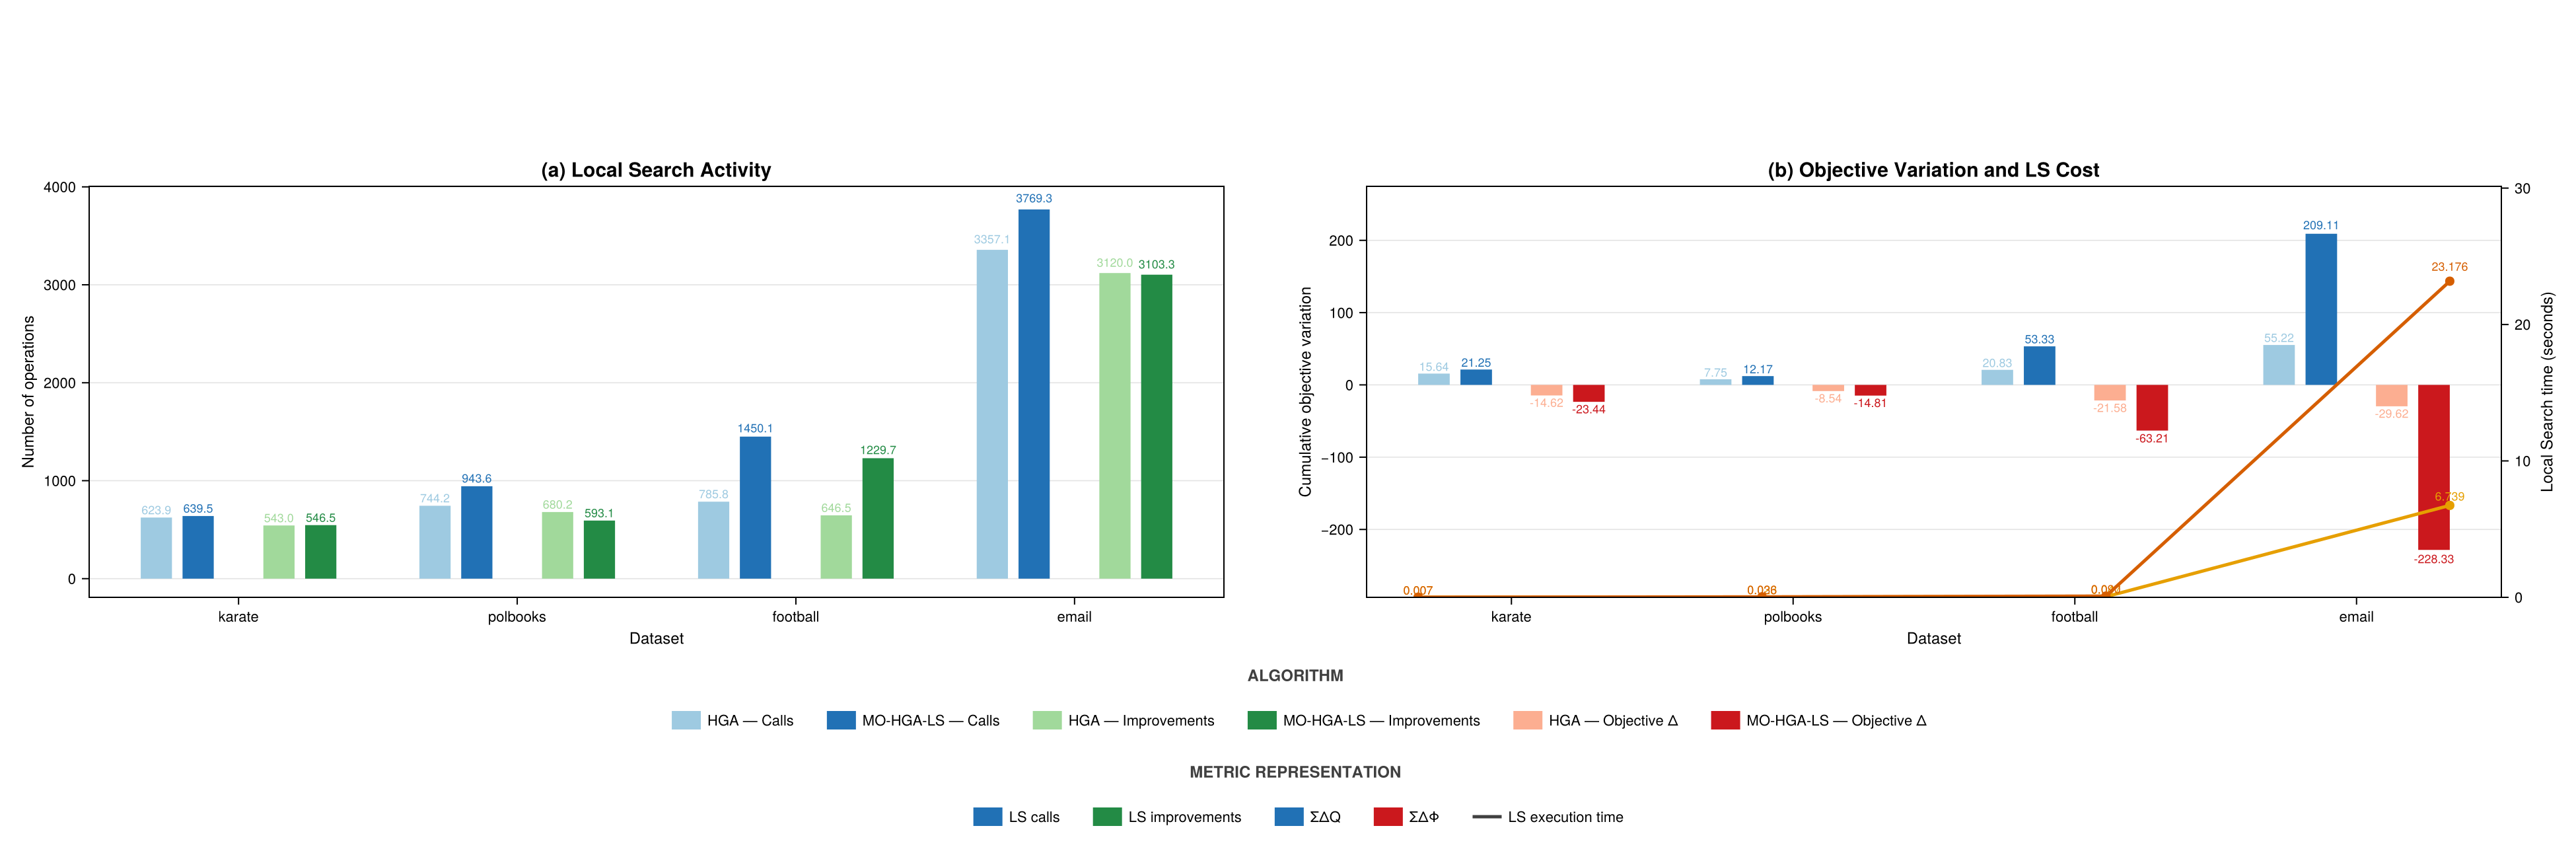 (a) Local Search Activity
Number of operations
4000
3000
2000
1000
0
623.9
639.5
543.0
546.5
744.2
943.6
680.2
593.1
785.8
1450.1
646.5
1229.7
3357.1
3769.3
3120.0
3103.3
karate
polbooks
football
email
Dataset
(b) Objective Variation and LS Cost
Cumulative objective variation
200
100
0
−100
−200
15.64
21.25
-14.62
-23.44
7.75
12.17
-8.54
-14.81
20.83
53.33
-21.58
-63.21
55.22
209.11
-29.62
-228.33
23.176
6.739
0.007
30
20
10
0
Local Search time (seconds)
karate
polbooks
football
email
Dataset
ALGORITHM
HGA — Calls
MO-HGA-LS — Calls
HGA — Improvements
MO-HGA-LS — Improvements
HGA — Objective Δ
MO-HGA-LS — Objective Δ
METRIC REPRESENTATION
LS calls
LS improvements
ΣΔQ
ΣΔΦ
LS execution time